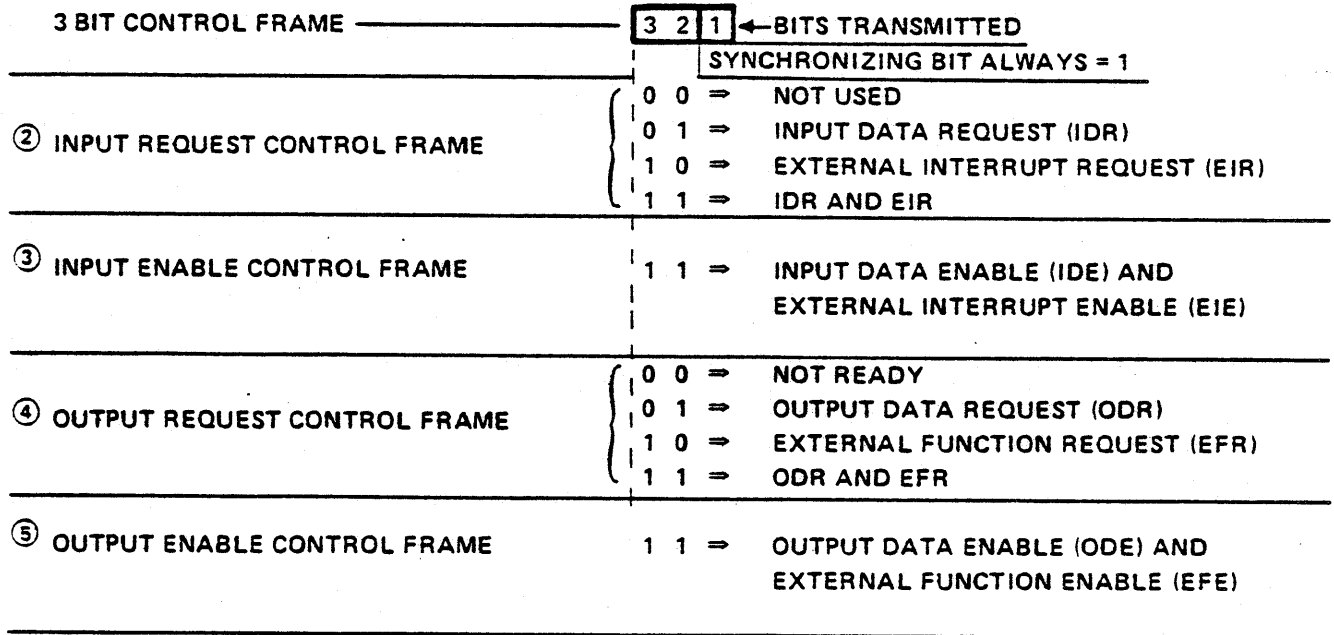 3 BIT CONTROL FRAME 3 2 1 ←BITS TRANSMITTED
SYNCHRONIZING BIT ALWAYS = 1
② INPUT REQUEST CONTROL FRAME
0 0 ⇒ NOT USED
0 1 ⇒ INPUT DATA REQUEST (IDR)
1 0 ⇒ EXTERNAL INTERRUPT REQUEST (EIR)
1 1 ⇒ IDR AND EIR
③ INPUT ENABLE CONTROL FRAME
1 1 ⇒ INPUT DATA ENABLE (IDE) AND
EXTERNAL INTERRUPT ENABLE (EIE)
④ OUTPUT REQUEST CONTROL FRAME
0 0 ⇒ NOT READY
0 1 ⇒ OUTPUT DATA REQUEST (ODR)
1 0 ⇒ EXTERNAL FUNCTION REQUEST (EFR)
1 1 ⇒ ODR AND EFR
⑤ OUTPUT ENABLE CONTROL FRAME
1 1 ⇒ OUTPUT DATA ENABLE (ODE) AND
EXTERNAL FUNCTION ENABLE (EFE)